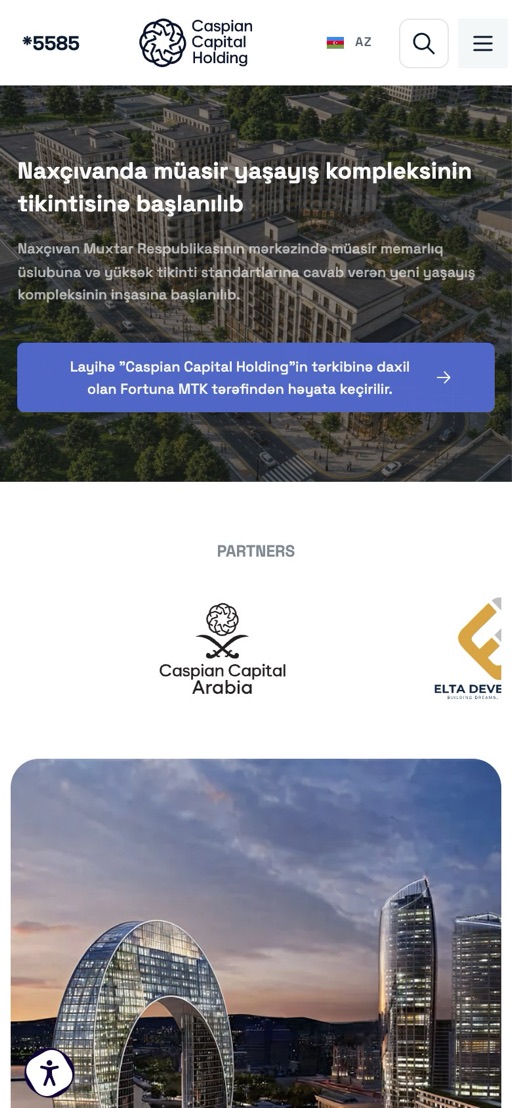 *5585
Caspian
Capital
Holding
AZ
Naxçıvanda müasir yaşayış kompleksinin
tikintisinə başlanılıb
Naxçıvan Muxtar Respublikasının mərkəzində müasir memarlıq
üslubuna və yüksək tikinti standartlarına cavab verən yeni yaşayış
kompleksinin inşasına başlanılıb.
Layihə "Caspian Capital Holding"in tərkibinə daxil
olan Fortuna MTK tərəfindən həyata keçirilir.
PARTNERS
Caspian Capital
Arabia
ELTA DEVE
BUILDING DREAMS,